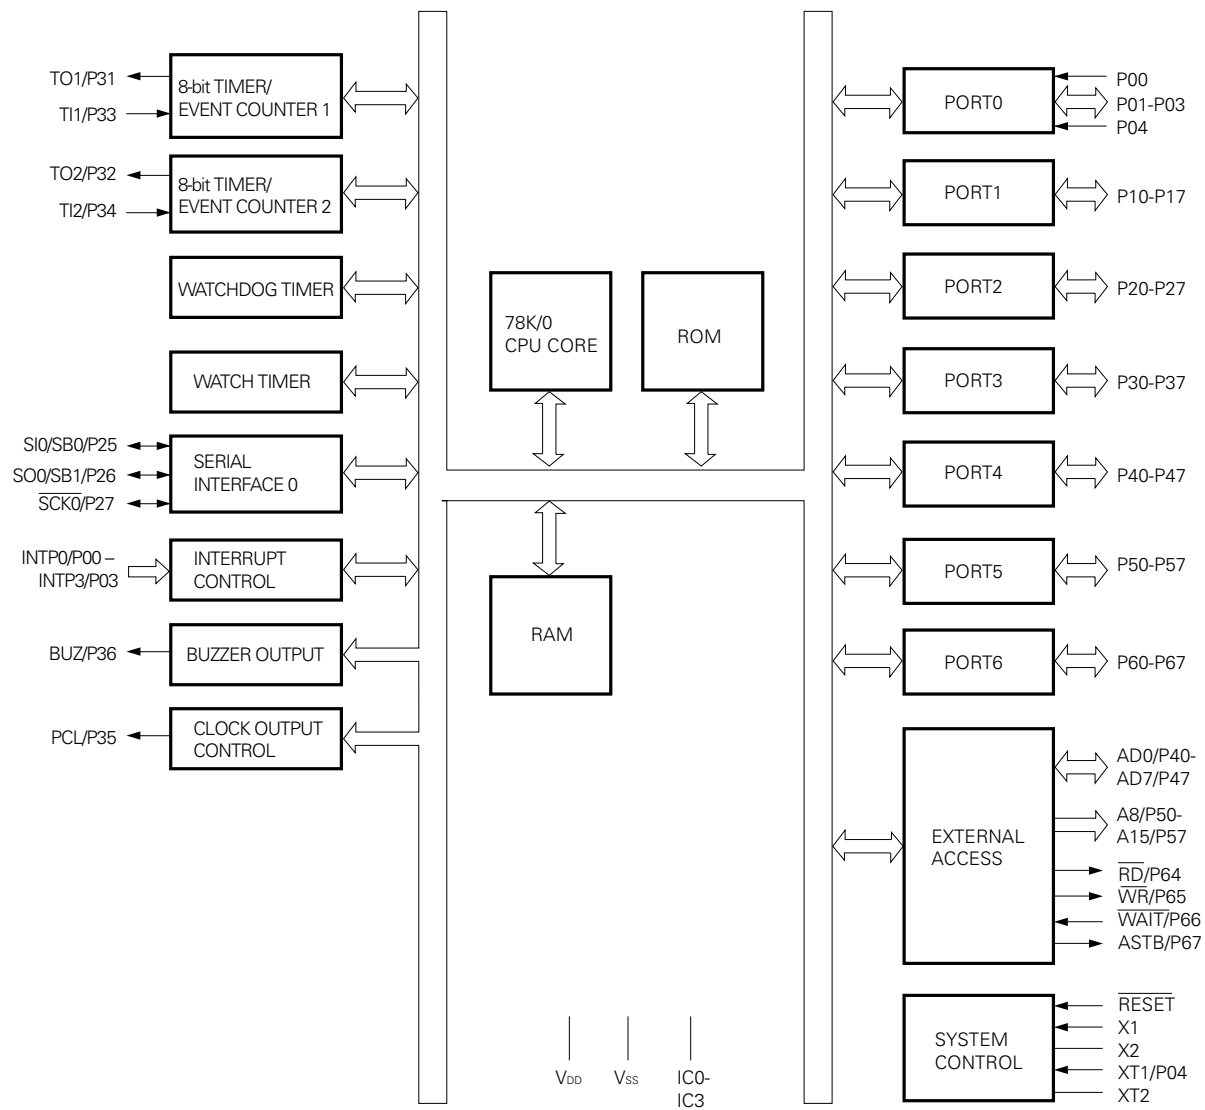 TO1/P31
TI1/P33
8-bit TIMER/
EVENT COUNTER 1
TO2/P32
TI2/P34
8-bit TIMER/
EVENT COUNTER 2
WATCHDOG TIMER
WATCH TIMER
SI0/SB0/P25
SO0/SB1/P26
SCK0/P27
SERIAL
INTERFACE 0
INTP0/P00 –
INTP3/P03
INTERRUPT
CONTROL
BUZ/P36
BUZZER OUTPUT
PCL/P35
CLOCK OUTPUT
CONTROL
78K/0
CPU CORE
ROM
RAM
VDD
VSS
IC0-
IC3
PORT0
P00
P01-P03
P04
PORT1
P10-P17
PORT2
P20-P27
PORT3
P30-P37
PORT4
P40-P47
PORT5
P50-P57
PORT6
P60-P67
EXTERNAL
ACCESS
AD0/P40-
AD7/P47
A8/P50-
A15/P57
RD/P64
WR/P65
WAIT/P66
ASTB/P67
SYSTEM
CONTROL
RESET
X1
X2
XT1/P04
XT2